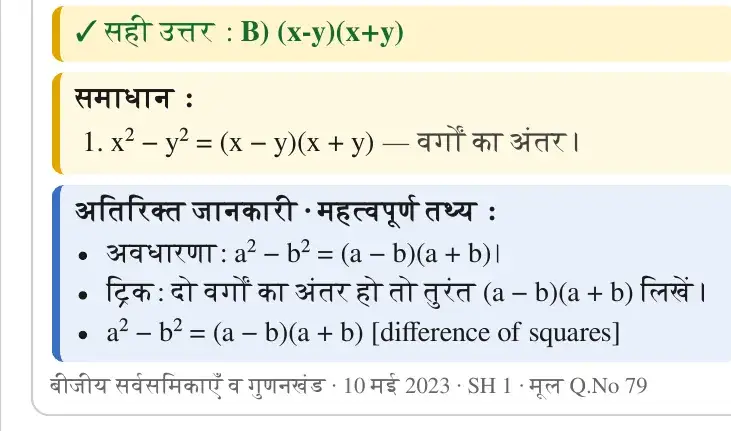 ✓ सही उत्तर : B) (x-y)(x+y)
समाधान :
1. x² − y² = (x − y)(x + y) — वर्गों का अंतर।
अतिरिक्त जानकारी · महत्वपूर्ण तथ्य :
• अवधारणा : a² − b² = (a − b)(a + b)।
• ट्रिक : दो वर्गों का अंतर हो तो तुरंत (a − b)(a + b) लिखें।
• a² − b² = (a − b)(a + b) [difference of squares]
बीजीय सर्वसमिकाएँ व गुणनखंड · 10 मई 2023 · SH 1 · मूल Q.No 79